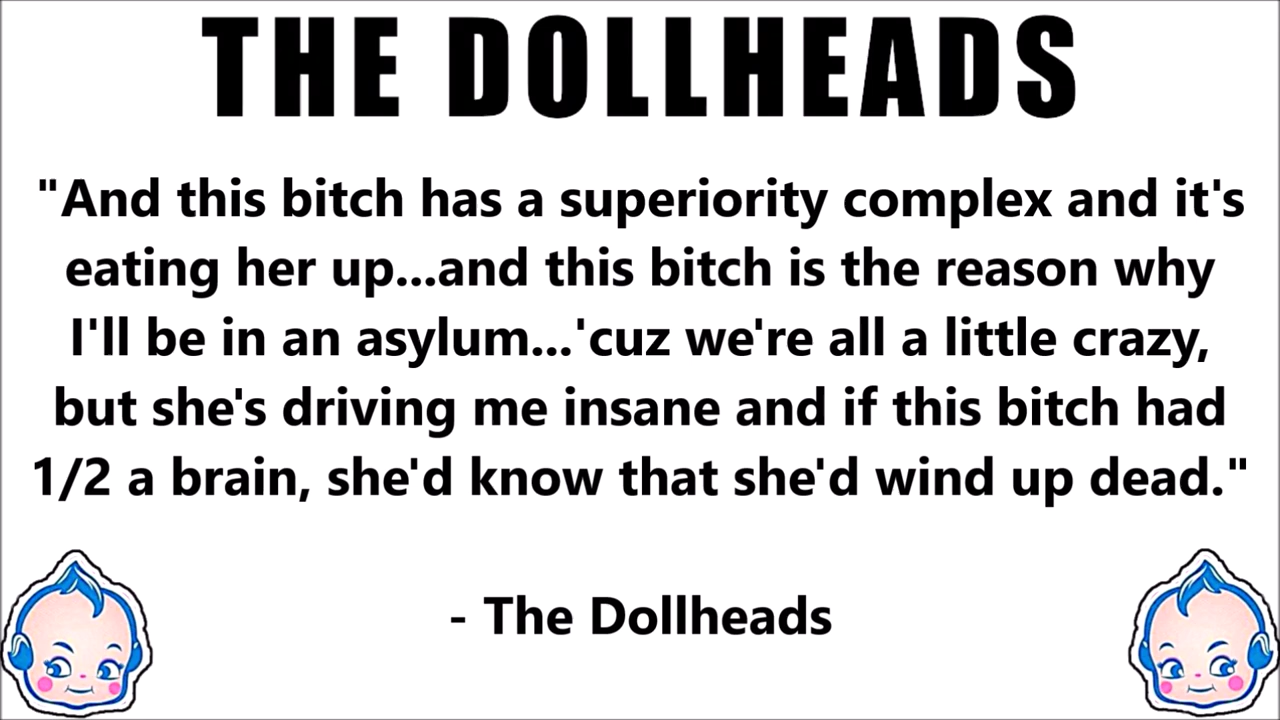 THE DOLLHEADS
"And this bitch has a superiority complex and it's
eating her up...and this bitch is the reason why
I'll be in an asylum...'cuz we're all a little crazy,
but she's driving me insane and if this bitch had
1/2 a brain, she'd know that she'd wind up dead."
- The Dollheads